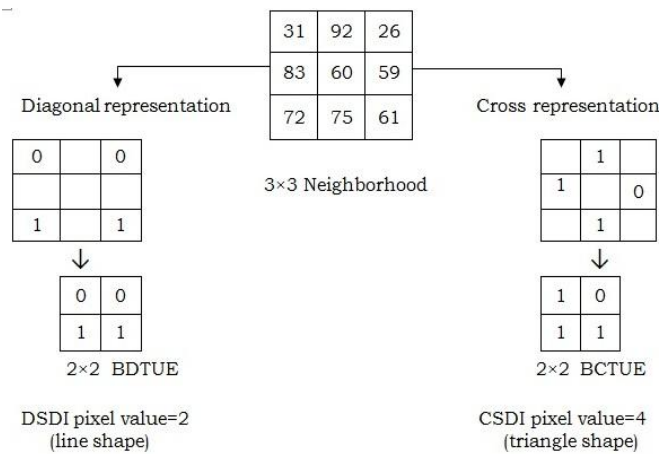 31 92 26
83 60 59
72 75 61
Diagonal representation
Cross representation
3×3 Neighborhood
0 0
1 1
1
1 0
1
0 0
1 1
1 0
1 1
2×2 BDTUE
2×2 BCTUE
DSDI pixel value=2
(line shape)
CSDI pixel value=4
(triangle shape)